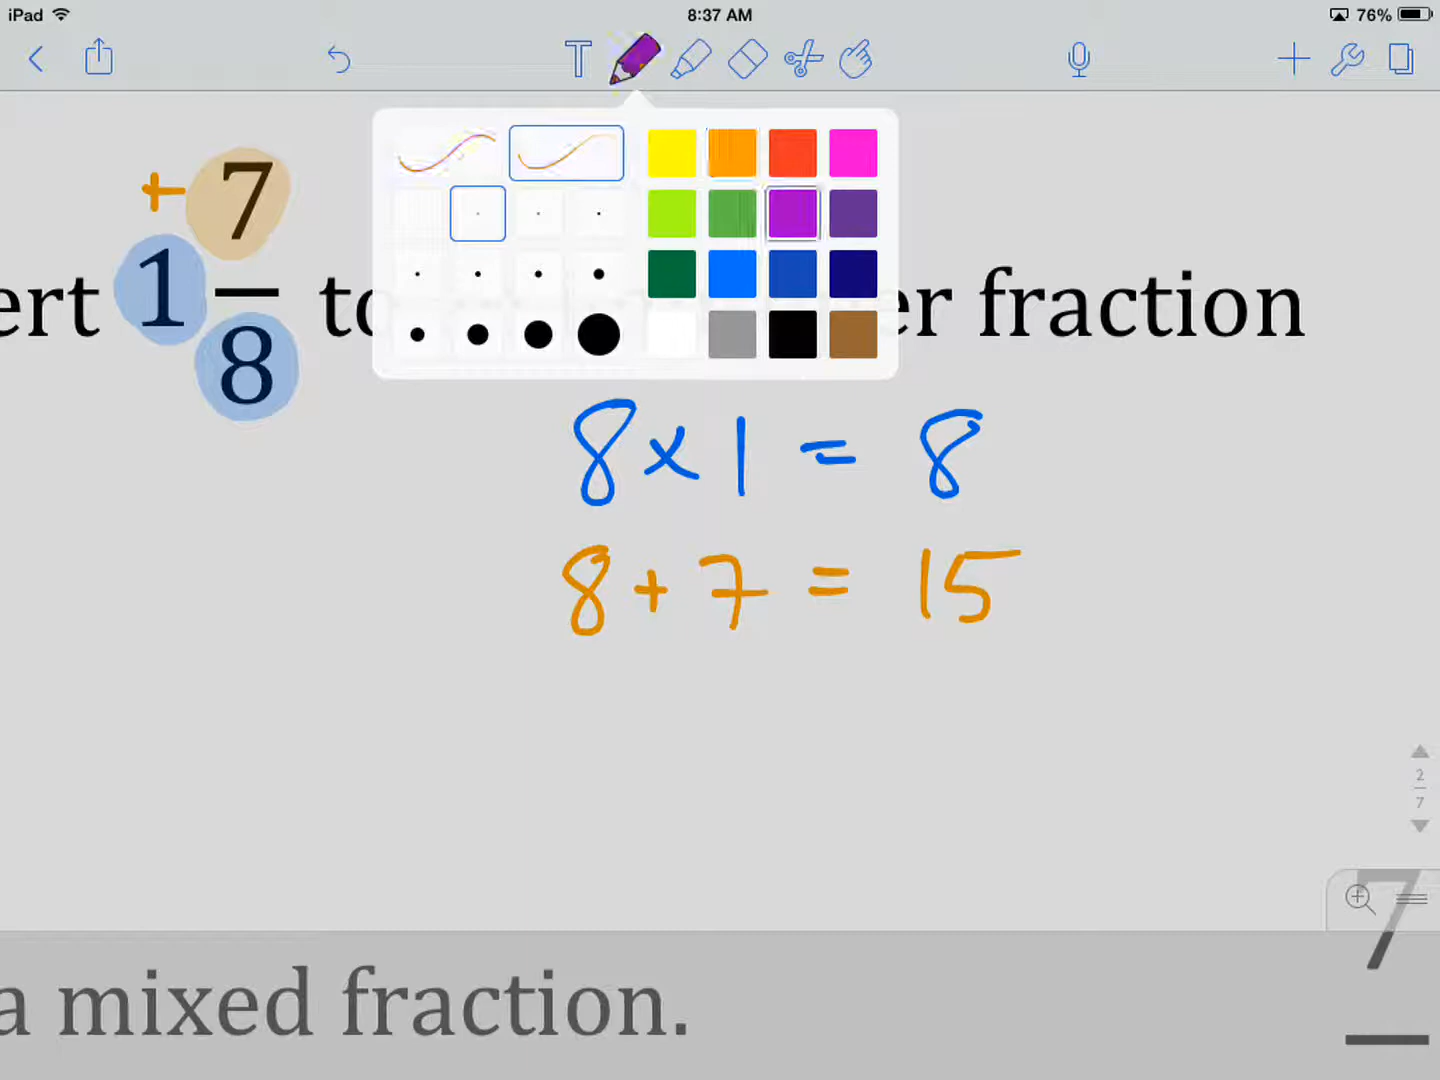 iPad 8:37 AM 76%
T
+ 7
ert 1 — to er fraction
8
8 × 1 = 8
8 + 7 = 15
2
7
7
a mixed fraction.